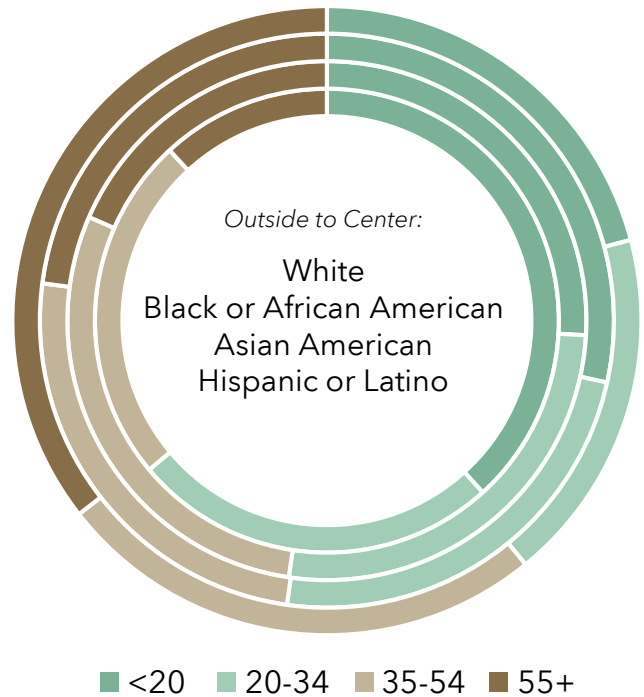 Outside to Center:
White
Black or African American
Asian American
Hispanic or Latino
<20 20-34 35-54 55+